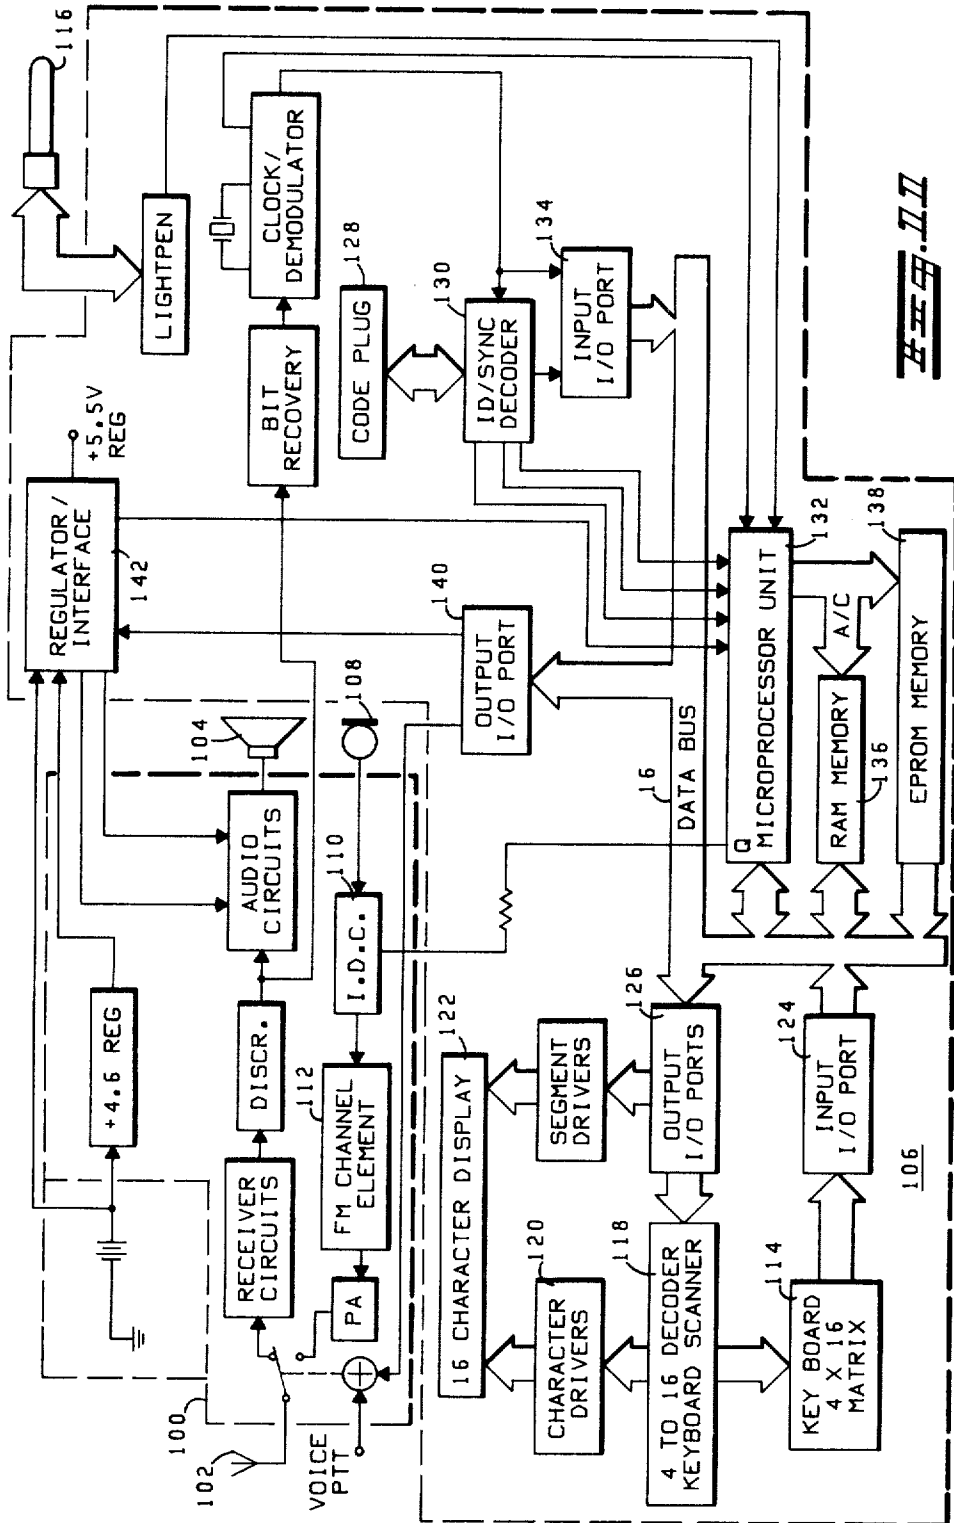 116
LIGHTPEN
CLOCK/
DEMODULATOR
BIT
RECOVERY
CODE PLUG
128
ID/SYNC
DECODER
130
INPUT
I/O PORT
134
+5.5V
REG
REGULATOR/
INTERFACE
142
OUTPUT
I/O PORT
140
104
108
AUDIO
CIRCUITS
I.D.C.
110
+4.6 REG
DISCR.
RECEIVER
CIRCUITS
FM CHANNEL
ELEMENT
112
PA
100
102
VOICE
PTT
16
DATA BUS
Q
MICROPROCESSOR UNIT
132
A/C
RAM MEMORY
136
EPROM MEMORY
138
16 CHARACTER DISPLAY
122
SEGMENT
DRIVERS
CHARACTER
DRIVERS
120
OUTPUT
I/O PORTS
126
4 TO 16 DECODER
KEYBOARD SCANNER
118
INPUT
I/O PORT
124
KEY BOARD
4 X 16
MATRIX
114
106